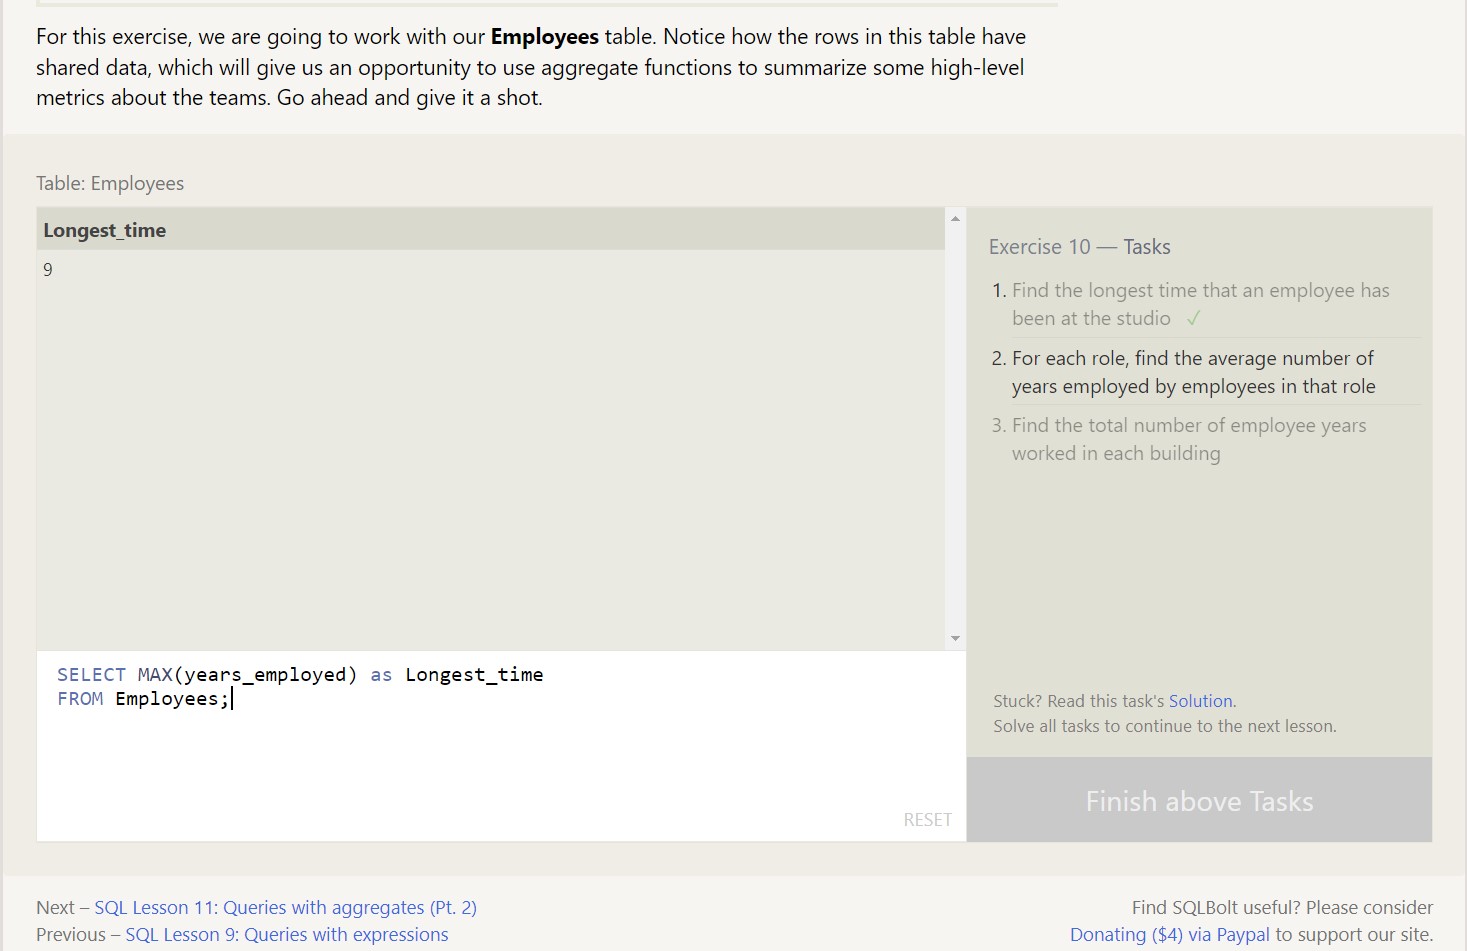 For this exercise, we are going to work with our Employees table. Notice how the rows in this table have
shared data, which will give us an opportunity to use aggregate functions to summarize some high-level
metrics about the teams. Go ahead and give it a shot.
Table: Employees
Longest_time
9
SELECT MAX(years_employed) as Longest_time
FROM Employees;
RESET
Exercise 10 — Tasks
1. Find the longest time that an employee has
been at the studio ✓
2. For each role, find the average number of
years employed by employees in that role
3. Find the total number of employee years
worked in each building
Stuck? Read this task's Solution.
Solve all tasks to continue to the next lesson.
Finish above Tasks
Next – SQL Lesson 11: Queries with aggregates (Pt. 2)
Previous – SQL Lesson 9: Queries with expressions
Find SQLBolt useful? Please consider
Donating ($4) via Paypal to support our site.